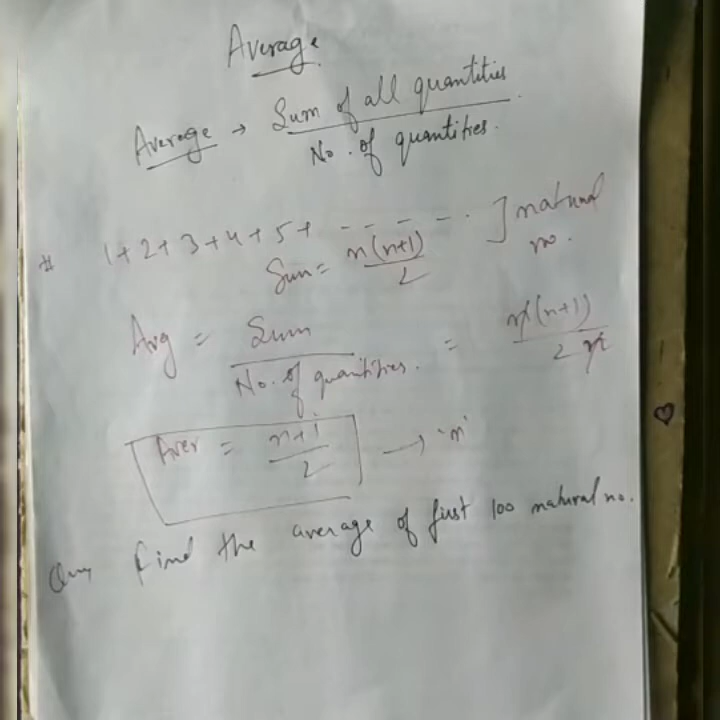 Average
Average → Sum of all quantities / No. of quantities.
# 1+2+3+4+5+ - - - - - . ] natural no.
Sum = n(n+1) / 2
Avg = Sum / No. of quantities. = n(n+1) / 2n
Aver = n+1 / 2 → 'n'
Ques find the average of first 100 natural no.